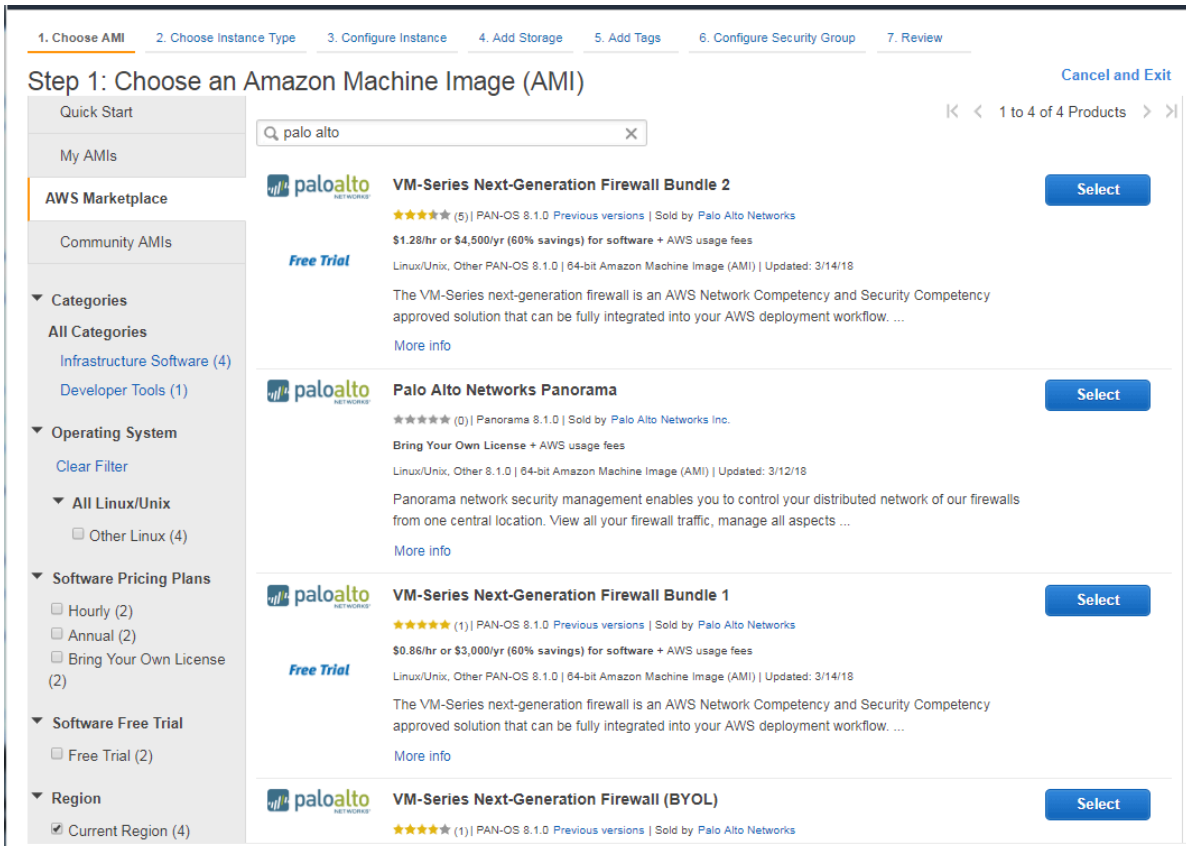 1. Choose AMI 2. Choose Instance Type 3. Configure Instance 4. Add Storage 5. Add Tags 6. Configure Security Group 7. Review
Step 1: Choose an Amazon Machine Image (AMI)
Cancel and Exit
Quick Start
My AMIs
AWS Marketplace
Community AMIs
Categories
All Categories
Infrastructure Software (4)
Developer Tools (1)
Operating System
Clear Filter
All Linux/Unix
Other Linux (4)
Software Pricing Plans
Hourly (2)
Annual (2)
Bring Your Own License
(2)
Software Free Trial
Free Trial (2)
Region
Current Region (4)
palo alto
1 to 4 of 4 Products
paloalto
NETWORKS
Free Trial
VM-Series Next-Generation Firewall Bundle 2
(5) | PAN-OS 8.1.0 Previous versions | Sold by Palo Alto Networks
$1.28/hr or $4,500/yr (60% savings) for software + AWS usage fees
Linux/Unix, Other PAN-OS 8.1.0 | 64-bit Amazon Machine Image (AMI) | Updated: 3/14/18
The VM-Series next-generation firewall is an AWS Network Competency and Security Competency
approved solution that can be fully integrated into your AWS deployment workflow. ...
More info
Select
paloalto
NETWORKS
Palo Alto Networks Panorama
(0) | Panorama 8.1.0 | Sold by Palo Alto Networks Inc.
Bring Your Own License + AWS usage fees
Linux/Unix, Other 8.1.0 | 64-bit Amazon Machine Image (AMI) | Updated: 3/12/18
Panorama network security management enables you to control your distributed network of our firewalls
from one central location. View all your firewall traffic, manage all aspects ...
More info
Select
paloalto
NETWORKS
Free Trial
VM-Series Next-Generation Firewall Bundle 1
(1) | PAN-OS 8.1.0 Previous versions | Sold by Palo Alto Networks
$0.86/hr or $3,000/yr (60% savings) for software + AWS usage fees
Linux/Unix, Other PAN-OS 8.1.0 | 64-bit Amazon Machine Image (AMI) | Updated: 3/14/18
The VM-Series next-generation firewall is an AWS Network Competency and Security Competency
approved solution that can be fully integrated into your AWS deployment workflow. ...
More info
Select
paloalto
NETWORKS
VM-Series Next-Generation Firewall (BYOL)
(1) | PAN-OS 8.1.0 Previous versions | Sold by Palo Alto Networks
Select